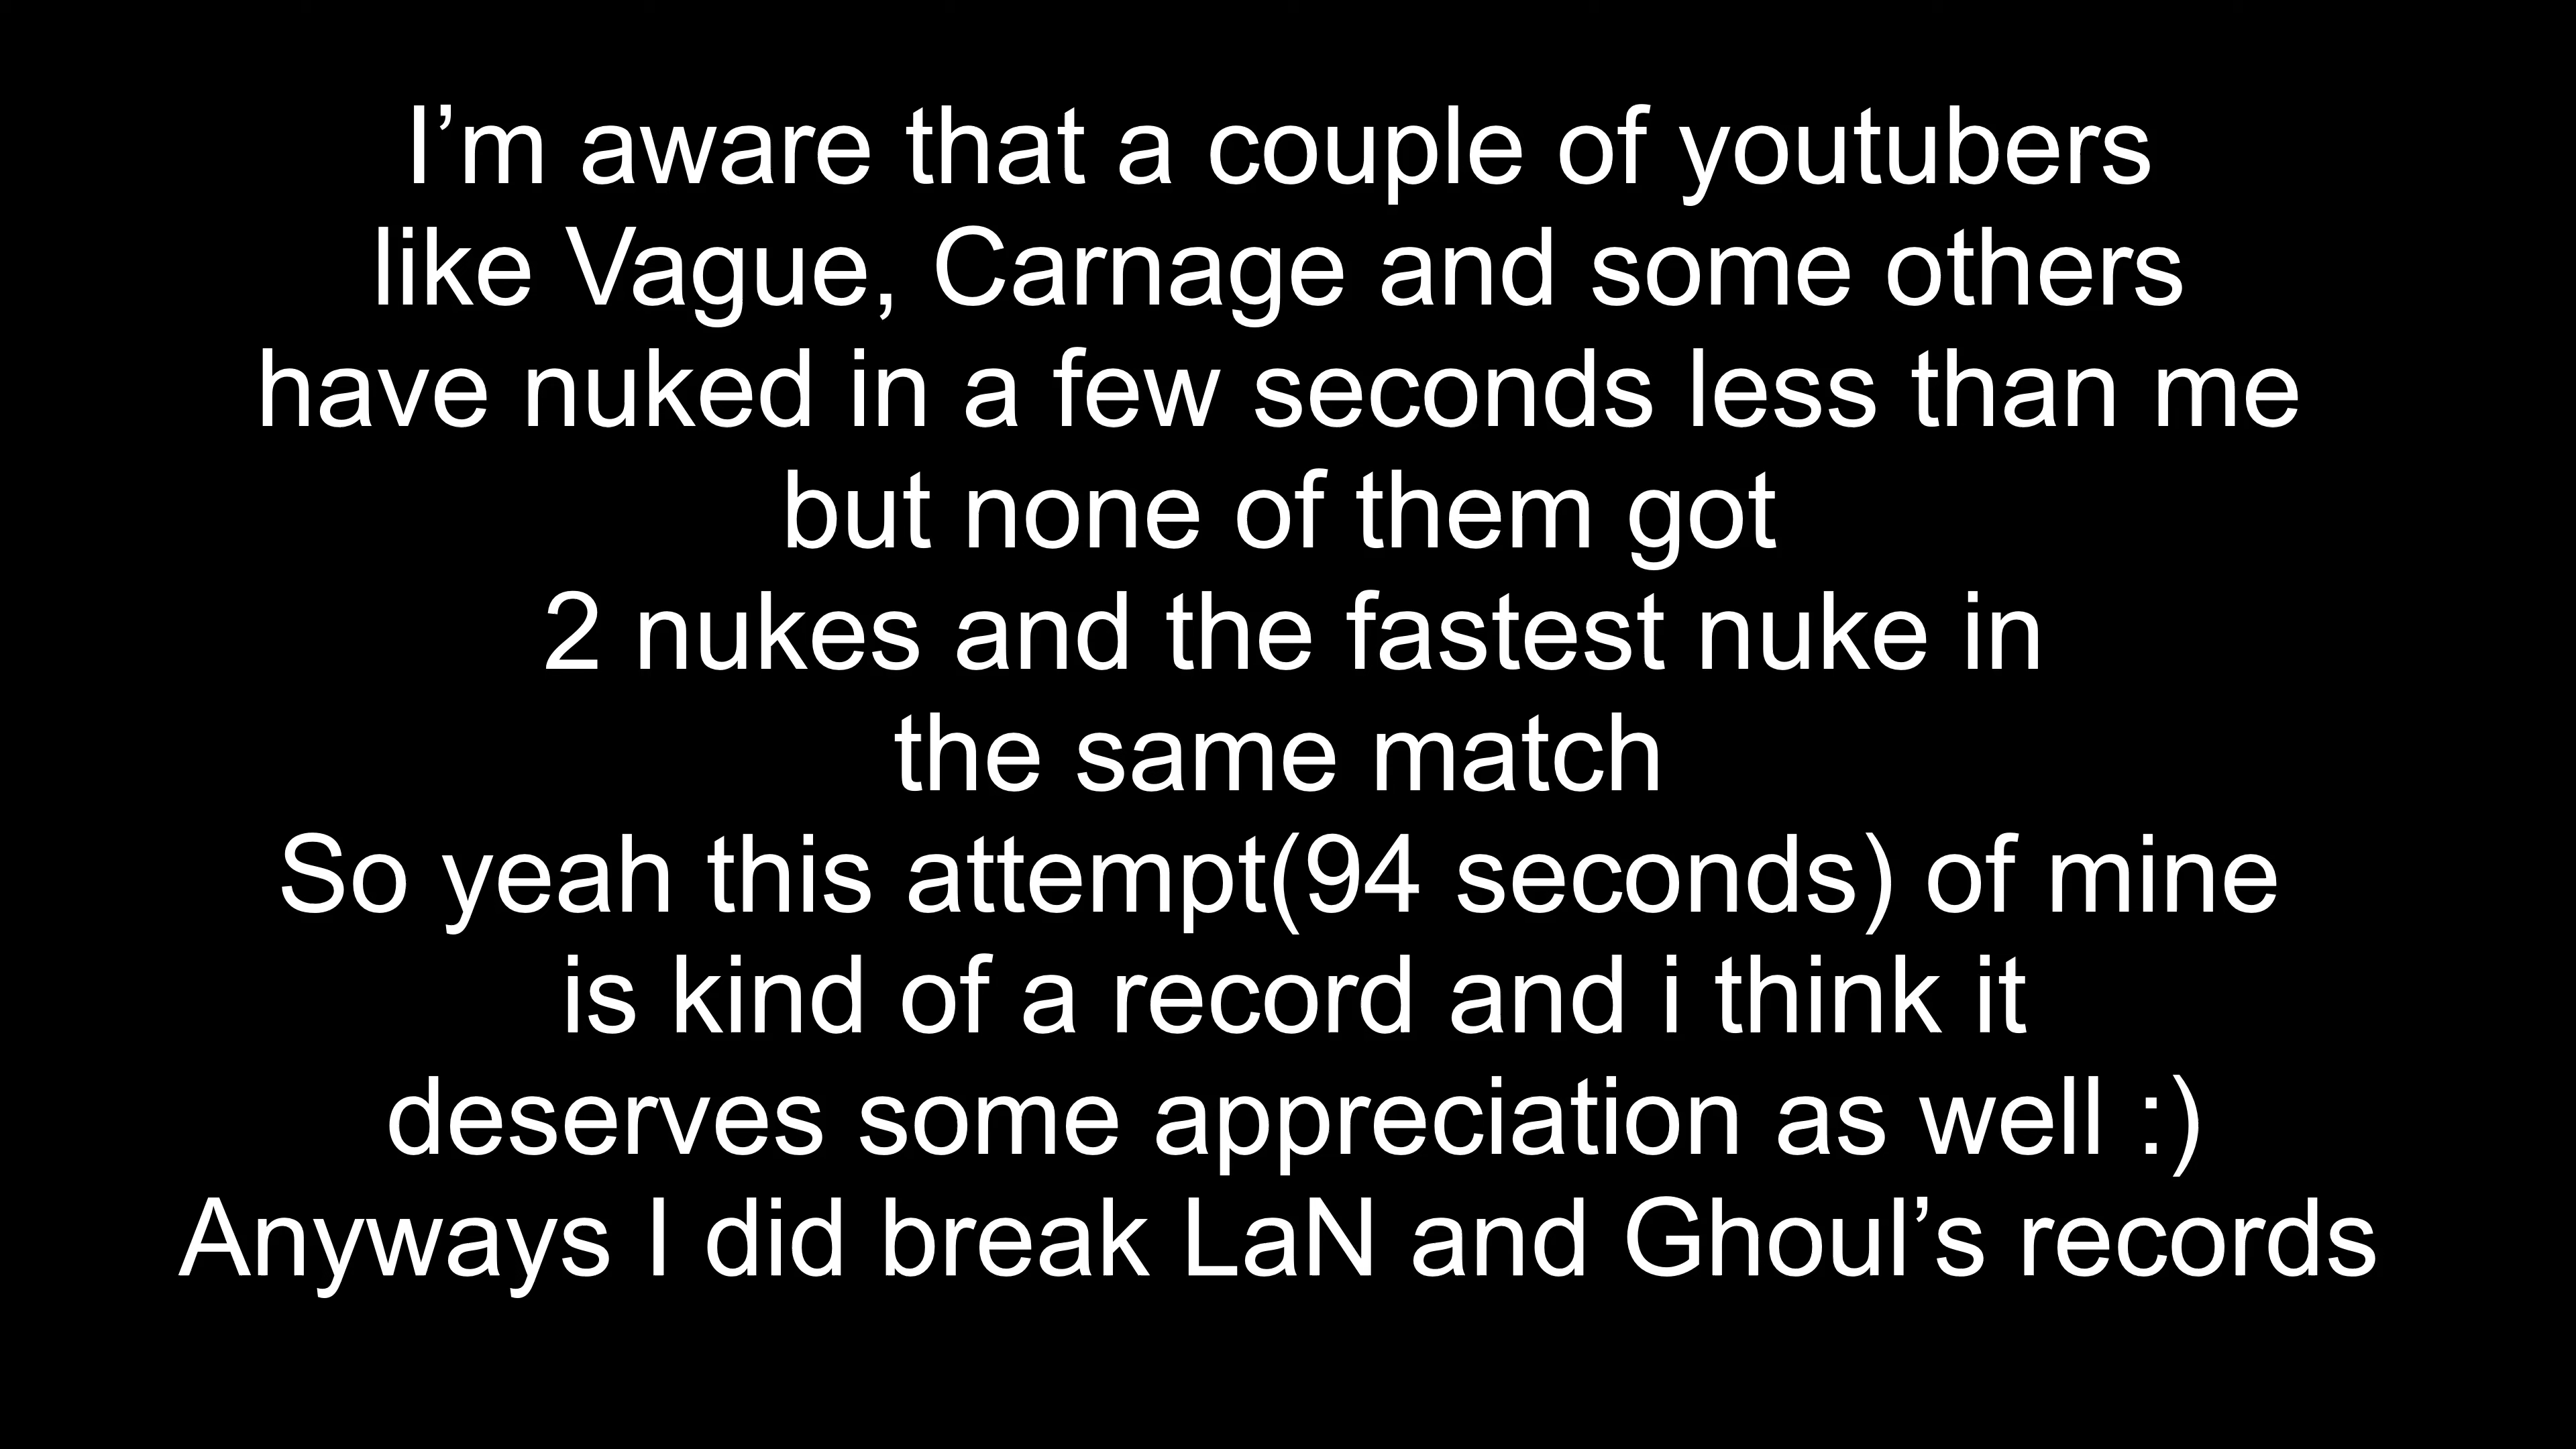 I’m aware that a couple of youtubers
like Vague, Carnage and some others
have nuked in a few seconds less than me
but none of them got
2 nukes and the fastest nuke in
the same match
So yeah this attempt(94 seconds) of mine
is kind of a record and i think it
deserves some appreciation as well :)
Anyways I did break LaN and Ghoul’s records